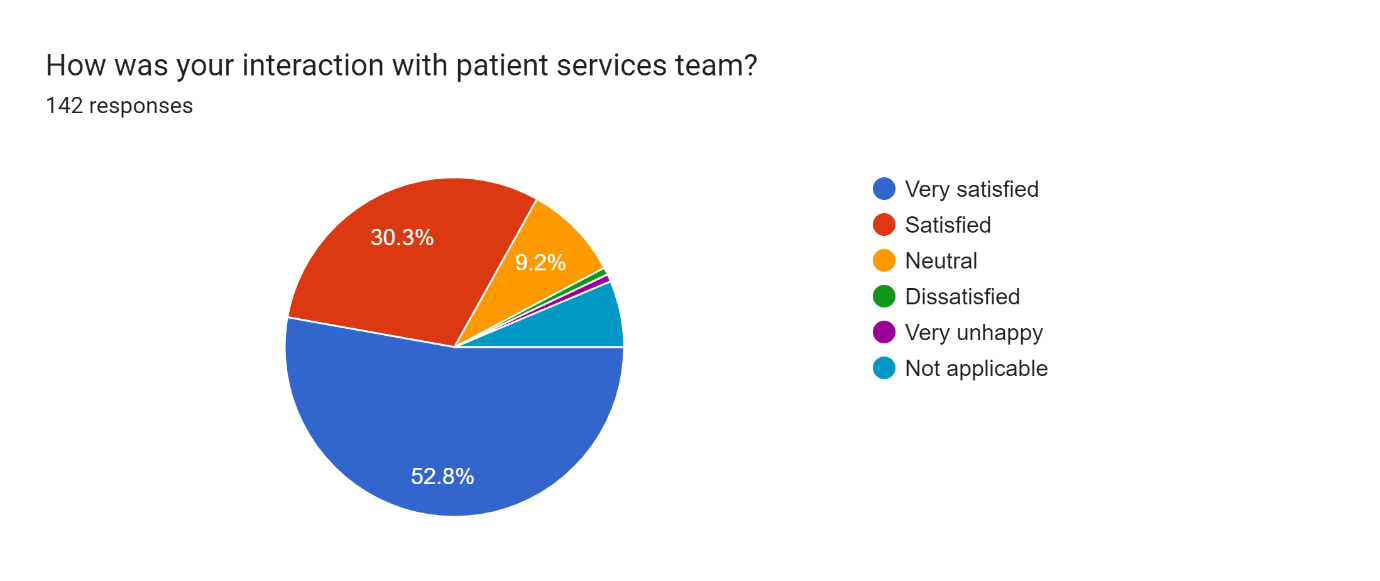 How was your interaction with patient services team?
142 responses
30.3%
9.2%
52.8%
Very satisfied
Satisfied
Neutral
Dissatisfied
Very unhappy
Not applicable